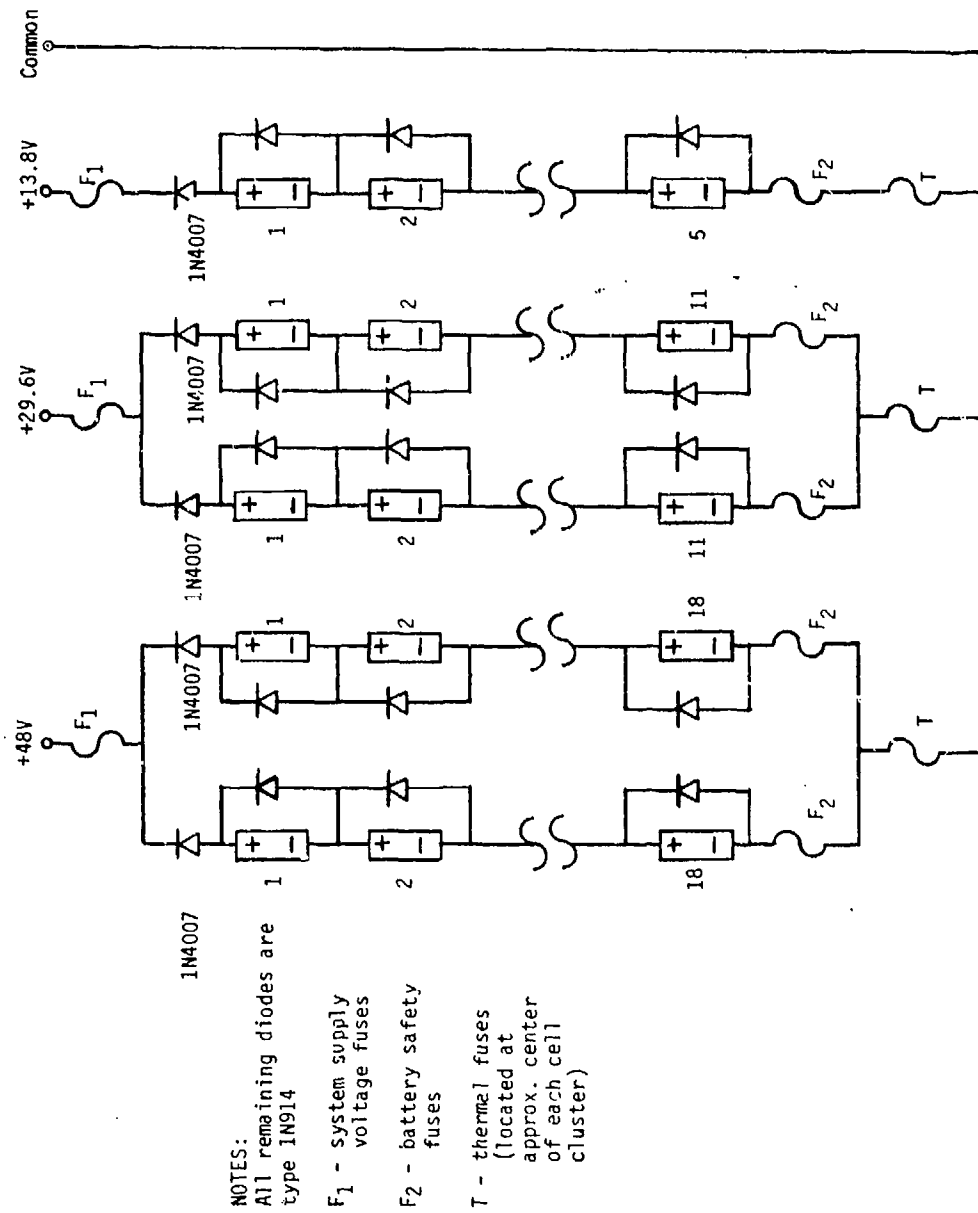 +48V
+29.6V
+13.8V
Common
F1
F1
F1
1N4007
1N4007
1N4007
1N4007
1N4007
+
−
1
+
−
1
+
−
1
+
−
1
+
−
1
+
−
2
+
−
2
+
−
2
+
−
2
+
−
2
+
−
18
+
−
18
+
−
11
+
−
11
+
−
5
F2
F2
F2
F2
F2
T
T
T
NOTES:
All remaining diodes are
type 1N914
F1 - system supply
voltage fuses
F2 - battery safety
fuses
T - thermal fuses
(located at
approx. center
of each cell
cluster)